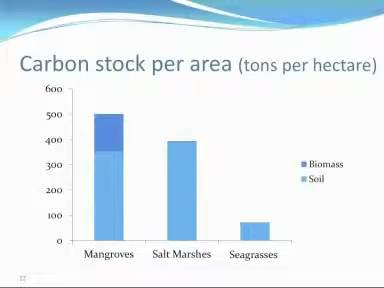 Carbon stock per area (tons per hectare)
600
500
400
300
200
100
0
Mangroves Salt Marshes Seagrasses
Biomass
Soil